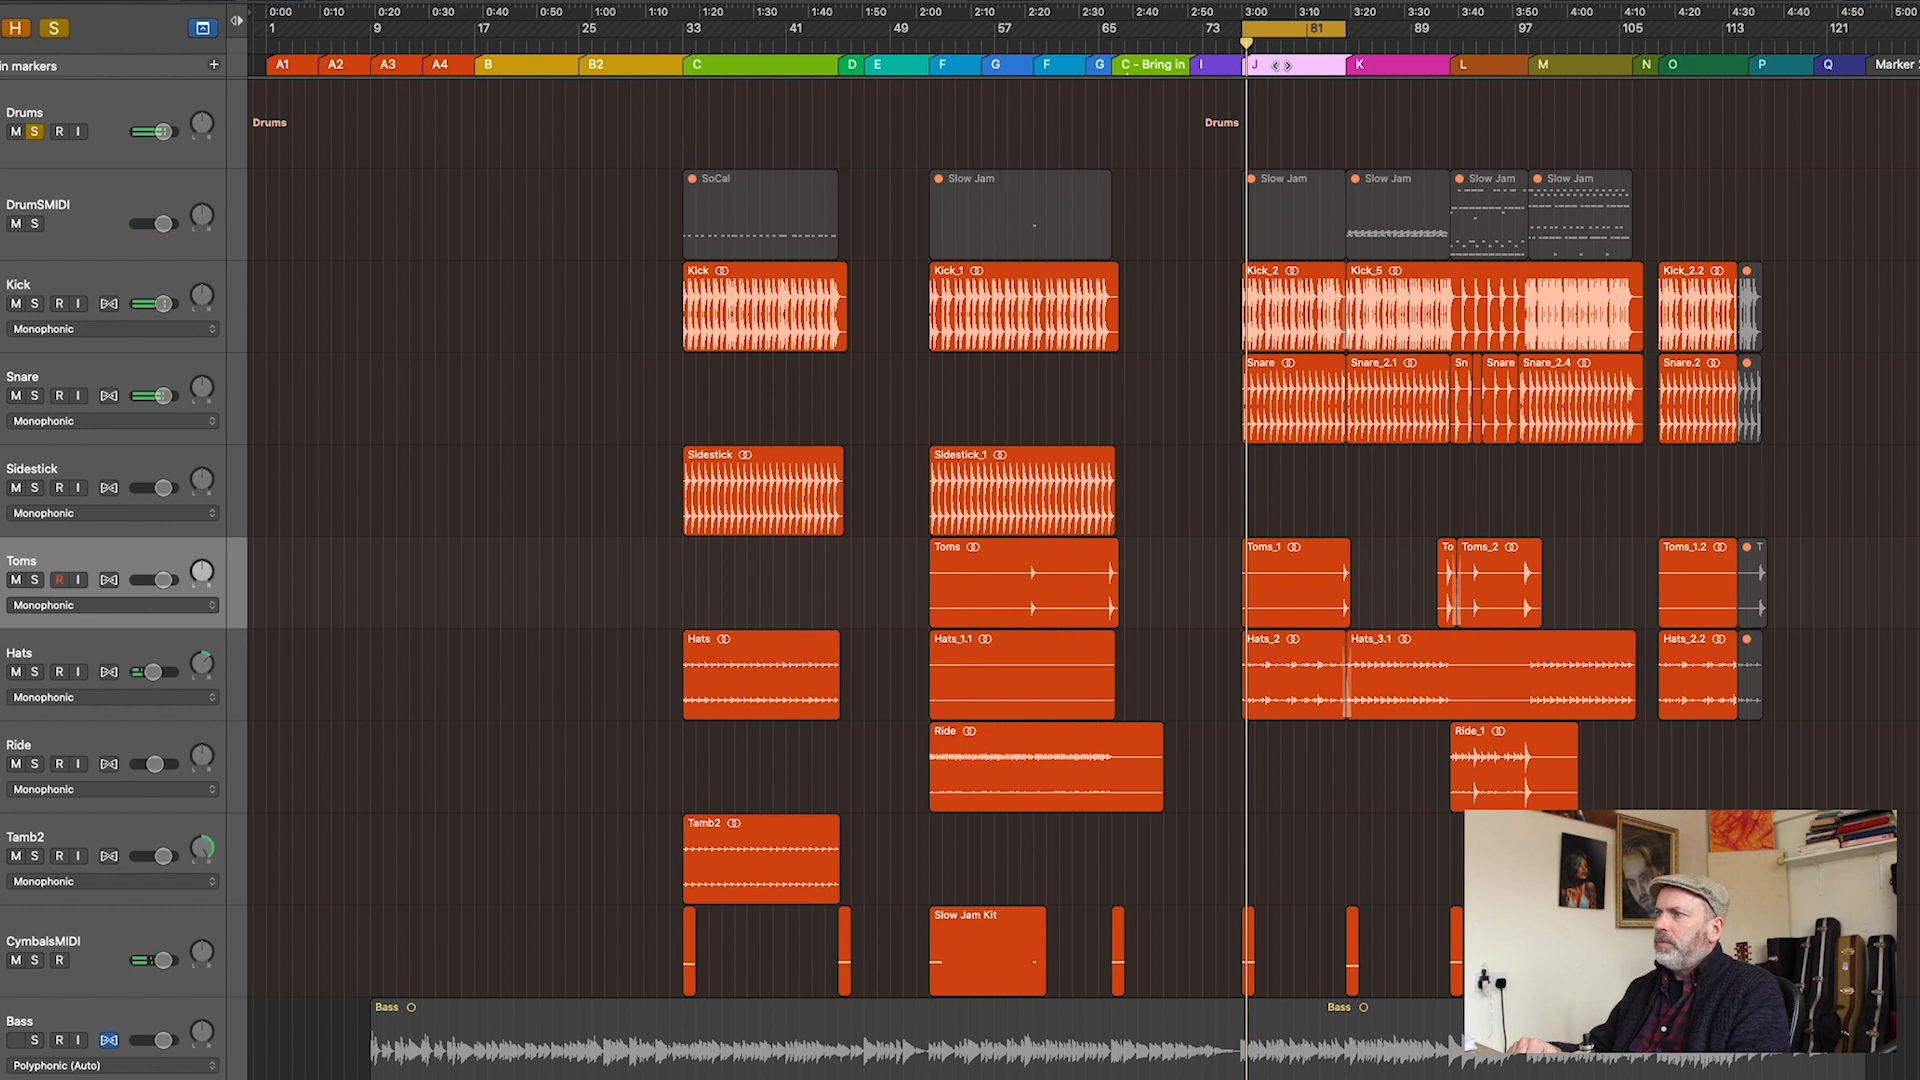 H S
0:00 0:10 0:20 0:30 0:40 0:50 1:00 1:10 1:20 1:30 1:40 1:50 2:00 2:10 2:20 2:30 2:40 2:50 3:00 3:10 3:20 3:30 3:40 3:50 4:00 4:10 4:20 4:30 4:40 4:50 5:00
1 9 17 25 33 41 49 57 65 73 81 89 97 105 113 121
in markers +
A1 A2 A3 A4 B B2 C D E F G F G C - Bring in I J K L M N O P Q Marker
Drums
M S R I
Drums Drums
DrumSMIDI
M S
SoCal Slow Jam Slow Jam Slow Jam Slow Jam Slow Jam
Kick
M S R I
Monophonic
Kick Kick_1 Kick_2 Kick_5 Kick_2.2
Snare
M S R I
Monophonic
Snare Snare_2.1 Sn Snare Snare_2.4 Snare.2
Sidestick
M S R I
Monophonic
Sidestick Sidestick_1
Toms
M S R I
Monophonic
Toms Toms_1 To Toms_2 Toms_1.2 T
Hats
M S R I
Monophonic
Hats Hats_1.1 Hats_2 Hats_3.1 Hats_2.2
Ride
M S R I
Monophonic
Ride Ride_1
Tamb2
M S R I
Monophonic
Tamb2
CymbalsMIDI
M S R
Slow Jam Kit
Bass
S R I
Polyphonic (Auto)
Bass Bass